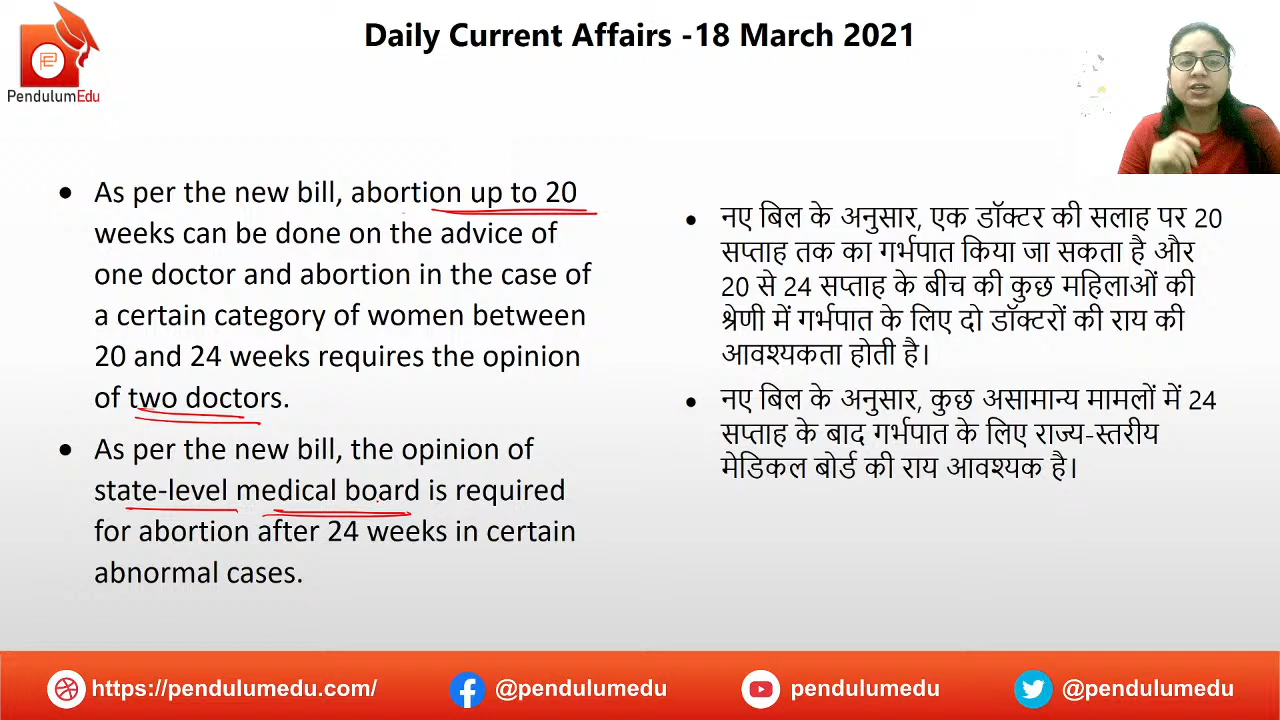 Daily Current Affairs -18 March 2021
PendulumEdu
• As per the new bill, abortion up to 20
weeks can be done on the advice of
one doctor and abortion in the case of
a certain category of women between
20 and 24 weeks requires the opinion
of two doctors.
• As per the new bill, the opinion of
state-level medical board is required
for abortion after 24 weeks in certain
abnormal cases.
• नए बिल के अनुसार, एक डॉक्टर की सलाह पर 20
सप्ताह तक का गर्भपात किया जा सकता है और
20 से 24 सप्ताह के बीच की कुछ महिलाओं की
श्रेणी में गर्भपात के लिए दो डॉक्टरों की राय की
आवश्यकता होती है।
• नए बिल के अनुसार, कुछ असामान्य मामलों में 24
सप्ताह के बाद गर्भपात के लिए राज्य-स्तरीय
मेडिकल बोर्ड की राय आवश्यक है।
https://pendulumedu.com/
@pendulumedu
pendulumedu
@pendulumedu